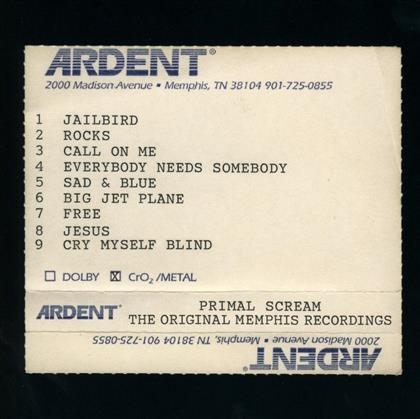 ARDENT®
2000 Madison Avenue ▪ Memphis, TN 38104 901-725-0855
1 JAILBIRD
2 ROCKS
3 CALL ON ME
4 EVERYBODY NEEDS SOMEBODY
5 SAD & BLUE
6 BIG JET PLANE
7 FREE
8 JESUS
9 CRY MYSELF BLIND
☐ DOLBY ☒ CrO₂/METAL
ARDENT® PRIMAL SCREAM
THE ORIGINAL MEMPHIS RECORDINGS
2000 Madison Avenue ▪ Memphis, TN 38104 901-725-0855
ARDENT®